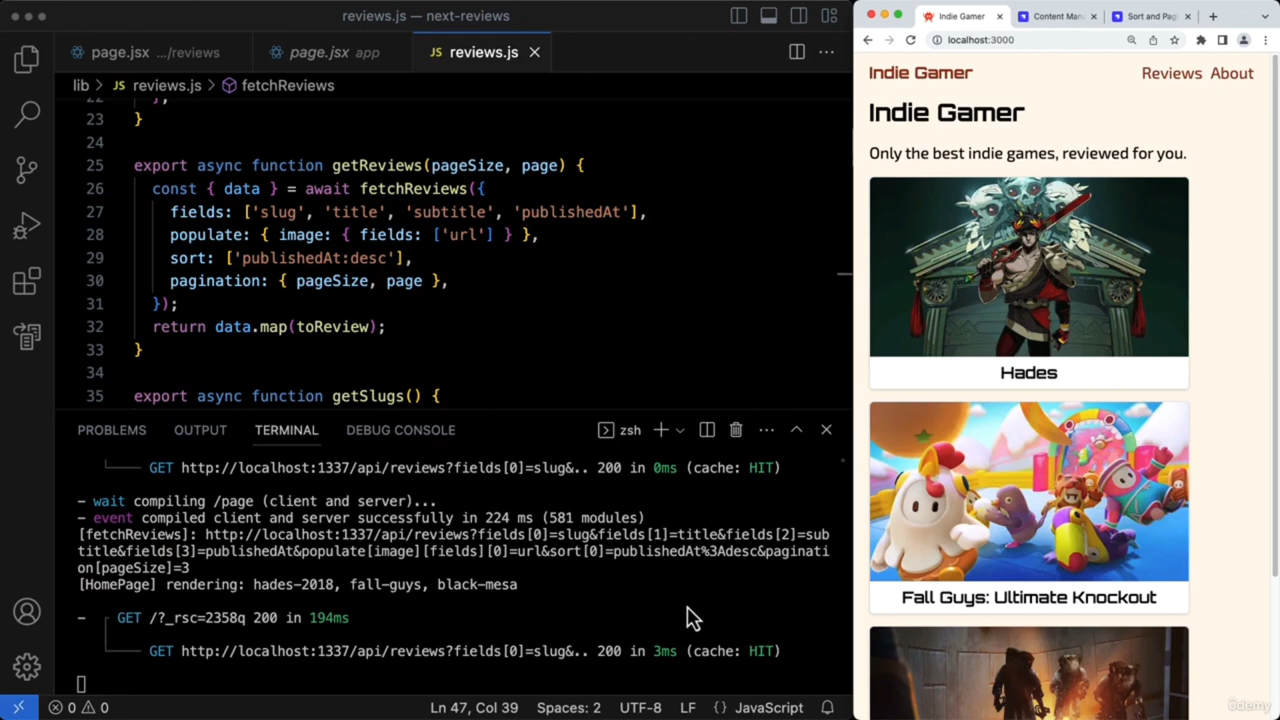 reviews.js — next-reviews
page.jsx .../reviews
page.jsx app
JS reviews.js
lib > JS reviews.js > fetchReviews
22 };
23 }
24
25 export async function getReviews(pageSize, page) {
26 const { data } = await fetchReviews({
27 fields: ['slug', 'title', 'subtitle', 'publishedAt'],
28 populate: { image: { fields: ['url'] } },
29 sort: ['publishedAt:desc'],
30 pagination: { pageSize, page },
31 });
32 return data.map(toReview);
33 }
34
35 export async function getSlugs() {
PROBLEMS OUTPUT TERMINAL DEBUG CONSOLE zsh
GET http://localhost:1337/api/reviews?fields[0]=slug&.. 200 in 0ms (cache: HIT)
- wait compiling /page (client and server)...
- event compiled client and server successfully in 224 ms (581 modules)
[fetchReviews]: http://localhost:1337/api/reviews?fields[0]=slug&fields[1]=title&fields[2]=sub
title&fields[3]=publishedAt&populate[image][fields][0]=url&sort[0]=publishedAt%3Adesc&paginati
on[pageSize]=3
[HomePage] rendering: hades-2018, fall-guys, black-mesa
- GET /?_rsc=2358q 200 in 194ms
GET http://localhost:1337/api/reviews?fields[0]=slug&.. 200 in 3ms (cache: HIT)
0 0 Ln 47, Col 39 Spaces: 2 UTF-8 LF {} JavaScript
Indie Gamer
Content Man
Sort and Pag
localhost:3000
Indie Gamer Reviews About
Indie Gamer
Only the best indie games, reviewed for you.
Hades
Fall Guys: Ultimate Knockout
ûdemy